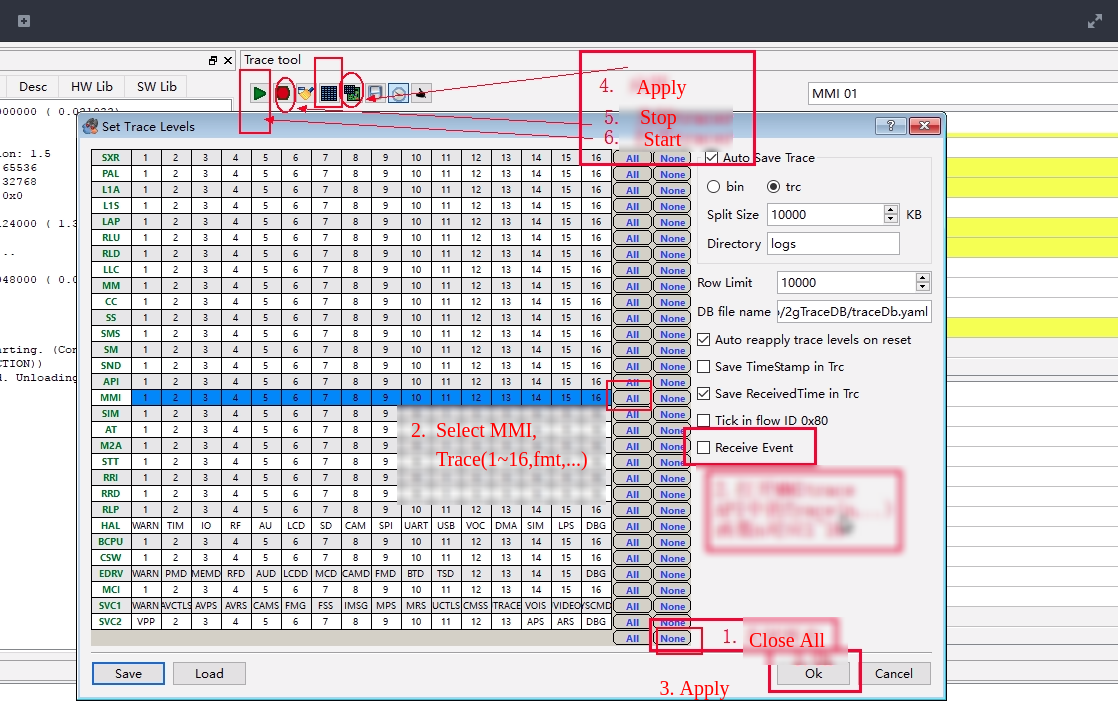 Trace tool
Desc HW Lib SW Lib
4. Apply
5. Stop
6. Start
MMI 01
Set Trace Levels
ion: 1.5
65536
32768
0x0
24000 ( 1.3
..
48000 ( 0.0
arting. (Con
CTION))
d. Unloading
SXR 1 2 3 4 5 6 7 8 9 10 11 12 13 14 15 16 All None
PAL 1 2 3 4 5 6 7 8 9 10 11 12 13 14 15 16 All None
L1A 1 2 3 4 5 6 7 8 9 10 11 12 13 14 15 16 All None
L1S 1 2 3 4 5 6 7 8 9 10 11 12 13 14 15 16 All None
LAP 1 2 3 4 5 6 7 8 9 10 11 12 13 14 15 16 All None
RLU 1 2 3 4 5 6 7 8 9 10 11 12 13 14 15 16 All None
RLD 1 2 3 4 5 6 7 8 9 10 11 12 13 14 15 16 All None
LLC 1 2 3 4 5 6 7 8 9 10 11 12 13 14 15 16 All None
MM 1 2 3 4 5 6 7 8 9 10 11 12 13 14 15 16 All None
CC 1 2 3 4 5 6 7 8 9 10 11 12 13 14 15 16 All None
SS 1 2 3 4 5 6 7 8 9 10 11 12 13 14 15 16 All None
SMS 1 2 3 4 5 6 7 8 9 10 11 12 13 14 15 16 All None
SM 1 2 3 4 5 6 7 8 9 10 11 12 13 14 15 16 All None
SND 1 2 3 4 5 6 7 8 9 10 11 12 13 14 15 16 All None
API 1 2 3 4 5 6 7 8 9 10 11 12 13 14 15 16 All None
MMI 1 2 3 4 5 6 7 8 9 10 11 12 13 14 15 16 All None
SIM 1 2 3 4 5 6 7 8 9 All None
AT 1 2 3 4 5 6 7 8 9 All None
M2A 1 2 3 4 5 6 7 8 9 All None
STT 1 2 3 4 5 6 7 8 9 All None
RRI 1 2 3 4 5 6 7 8 9 All None
RRD 1 2 3 4 5 6 7 8 9 All None
RLP 1 2 3 4 5 6 7 8 9 10 11 12 13 14 15 16 All None
HAL WARN TIM IO RF AU LCD SD CAM SPI UART USB VOC DMA SIM LPS DBG All None
BCPU 1 2 3 4 5 6 7 8 9 10 11 12 13 14 15 16 All None
CSW 1 2 3 4 5 6 7 8 9 10 11 12 13 14 15 16 All None
EDRV WARN PMD MEMD RFD AUD LCDD MCD CAMD FMD BTD TSD 12 13 14 15 DBG All None
MCI 1 2 3 4 5 6 7 8 9 10 11 12 13 14 15 16 All None
SVC1 WARN AVCTLS AVPS AVRS CAMS FMG FSS IMSG MPS MRS UCTLS CMSS TRACE VOIS VIDEO YSCMD All None
SVC2 VPP 2 3 4 5 6 7 8 9 10 11 12 13 APS ARS DBG All None
All None
2. Select MMI,
Trace(1~16,fmt,...)
Auto Save Trace
bin trc
Split Size 10000 KB
Directory logs
Row Limit 10000
DB file name /2gTraceDB/traceDb.yaml
Auto reapply trace levels on reset
Save TimeStamp in Trc
Save ReceivedTime in Trc
Tick in flow ID 0x80
Receive Event
1. Close All
Save Load Ok Cancel
3. Apply